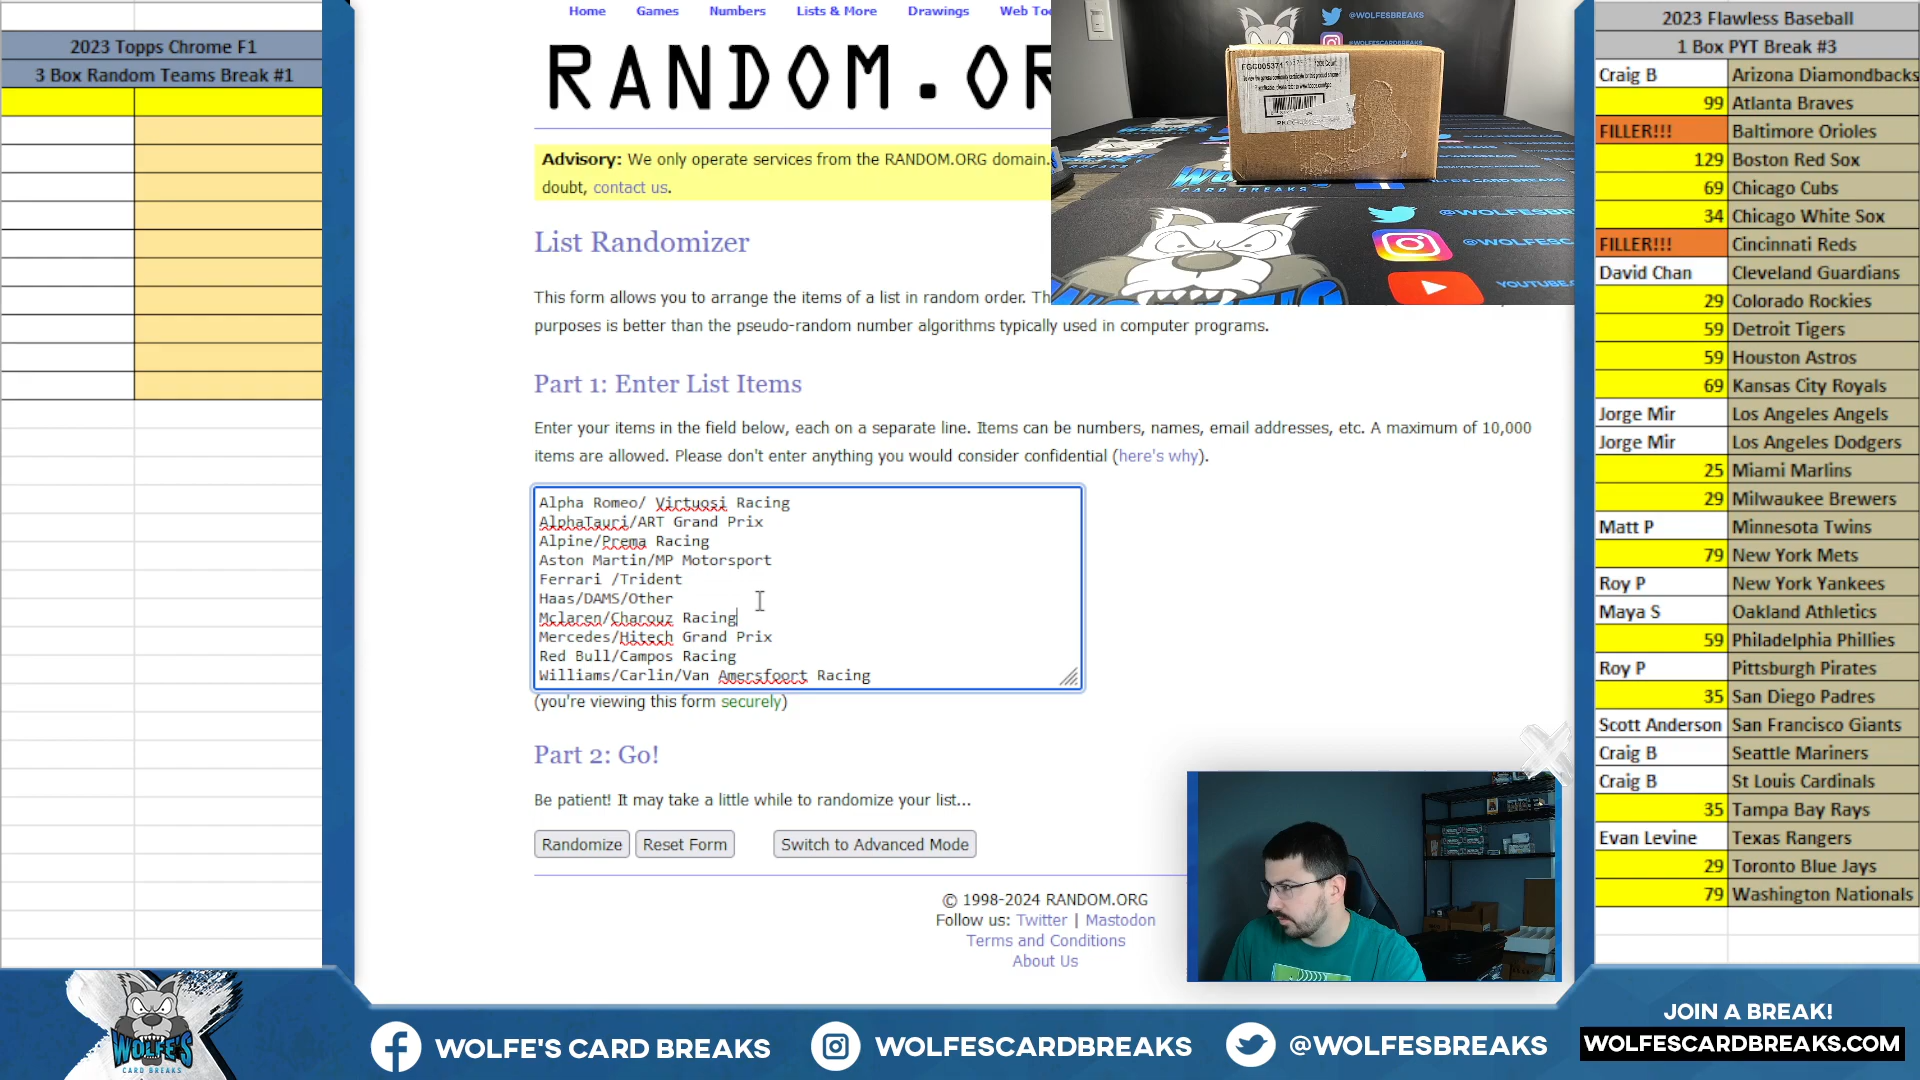 2023 Topps Chrome F1
3 Box Random Teams Break #1
Home Games Numbers Lists & More Drawings Web Too
RANDOM.OR
Advisory: We only operate services from the RANDOM.ORG domain.
doubt, contact us.
List Randomizer
This form allows you to arrange the items of a list in random order. Th
purposes is better than the pseudo-random number algorithms typically used in computer programs.
Part 1: Enter List Items
Enter your items in the field below, each on a separate line. Items can be numbers, names, email addresses, etc. A maximum of 10,000
items are allowed. Please don't enter anything you would consider confidential (here's why).
Alpha Romeo/ Virtuosi Racing
AlphaTauri/ART Grand Prix
Alpine/Prema Racing
Aston Martin/MP Motorsport
Ferrari /Trident
Haas/DAMS/Other
Mclaren/Charouz Racing
Mercedes/Hitech Grand Prix
Red Bull/Campos Racing
Williams/Carlin/Van Amersfoort Racing
(you're viewing this form securely)
Part 2: Go!
Be patient! It may take a little while to randomize your list...
Randomize Reset Form Switch to Advanced Mode
© 1998-2024 RANDOM.ORG
Follow us: Twitter | Mastodon
Terms and Conditions
About Us
@WOLFESBREAKS
@WOLFESCARDBREAKS
WOLFE'S
CARD BREAKS
@WOLFESBR
@WOLFESC
YOUTUBE.
2023 Flawless Baseball
1 Box PYT Break #3
Craig B Arizona Diamondbacks
99 Atlanta Braves
FILLER!!! Baltimore Orioles
129 Boston Red Sox
69 Chicago Cubs
34 Chicago White Sox
FILLER!!! Cincinnati Reds
David Chan Cleveland Guardians
29 Colorado Rockies
59 Detroit Tigers
59 Houston Astros
69 Kansas City Royals
Jorge Mir Los Angeles Angels
Jorge Mir Los Angeles Dodgers
25 Miami Marlins
29 Milwaukee Brewers
Matt P Minnesota Twins
79 New York Mets
Roy P New York Yankees
Maya S Oakland Athletics
59 Philadelphia Phillies
Roy P Pittsburgh Pirates
35 San Diego Padres
Scott Anderson San Francisco Giants
Craig B Seattle Mariners
Craig B St Louis Cardinals
35 Tampa Bay Rays
Evan Levine Texas Rangers
29 Toronto Blue Jays
79 Washington Nationals
WOLFE'S
CARD BREAKS
WOLFE'S CARD BREAKS
WOLFESCARDBREAKS
@WOLFESBREAKS
JOIN A BREAK!
WOLFESCARDBREAKS.COM